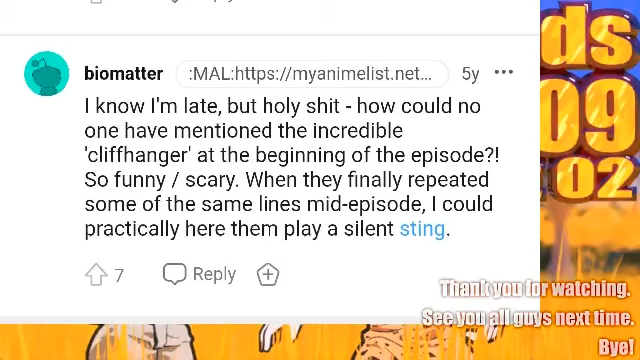 biomatter :MAL:https://myanimelist.net... 5y
I know I'm late, but holy shit - how could no
one have mentioned the incredible
'cliffhanger' at the beginning of the episode?!
So funny / scary. When they finally repeated
some of the same lines mid-episode, I could
practically here them play a silent sting.
7 Reply
ds
09
02
Thank you for watching.
See you all guys next time.
Bye!